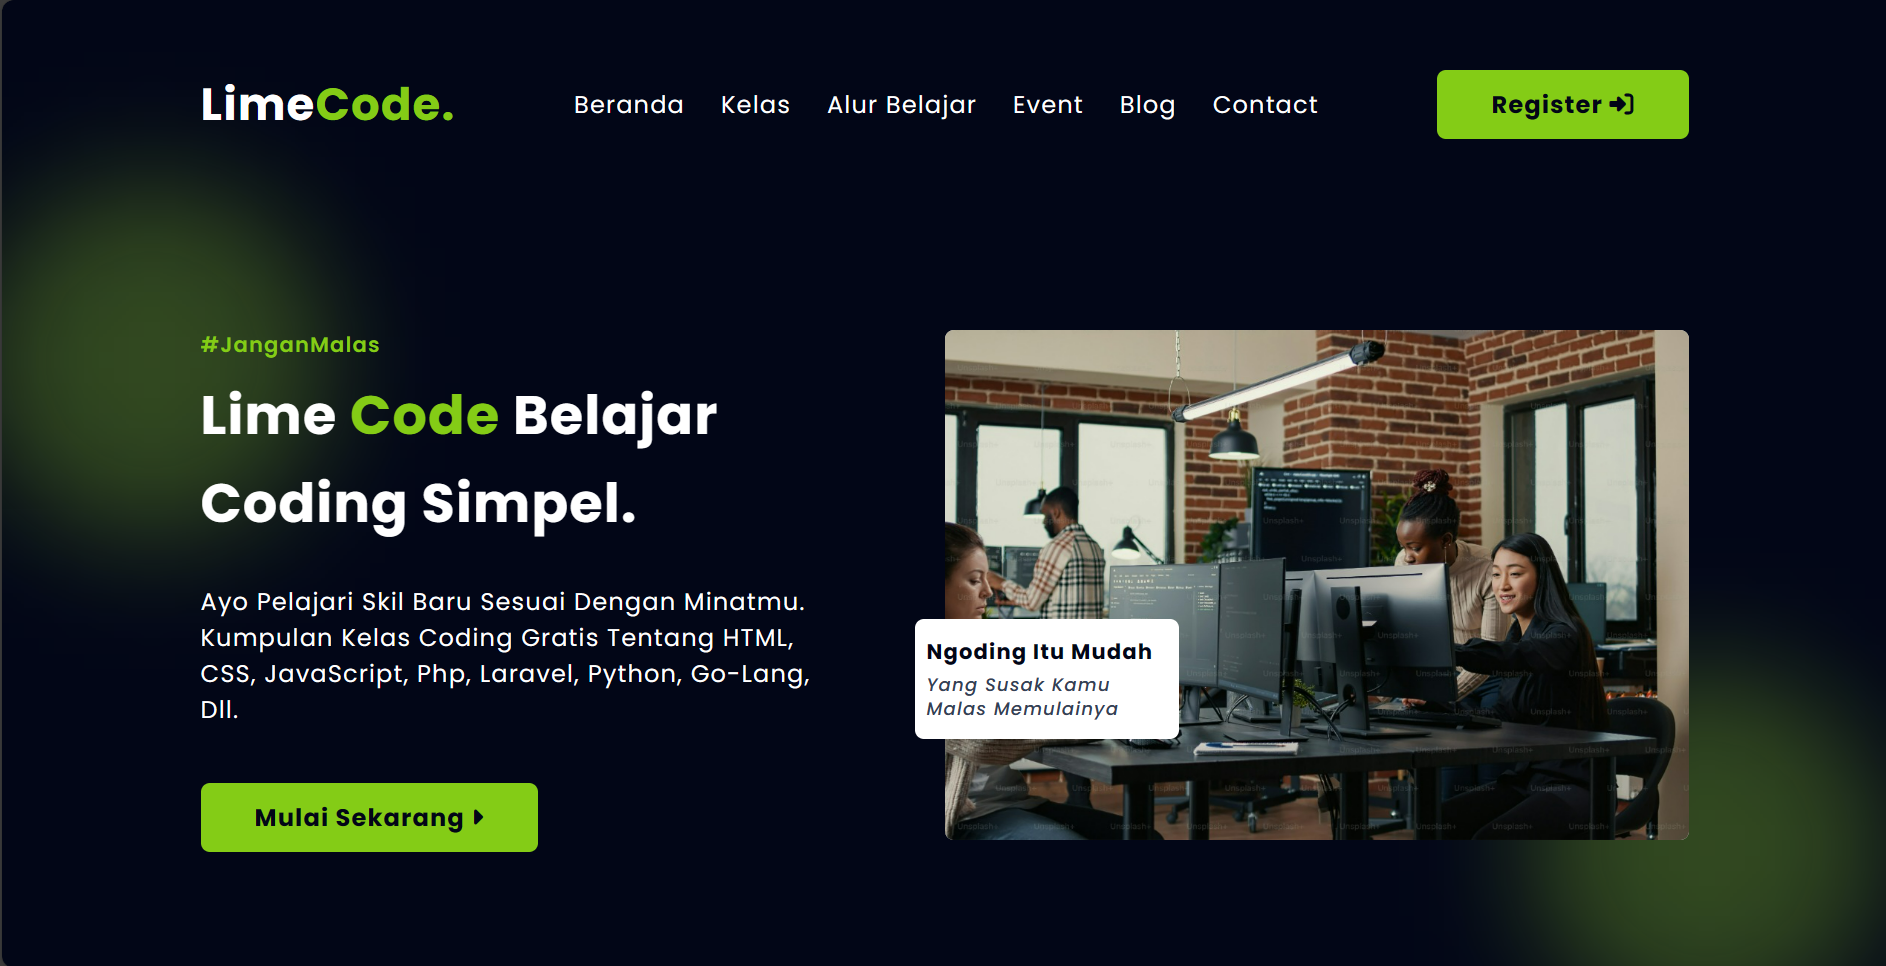 LimeCode.
Beranda Kelas Alur Belajar Event Blog Contact
Register
#JanganMalas
Lime Code Belajar
Coding Simpel.
Ayo Pelajari Skil Baru Sesuai Dengan Minatmu.
Kumpulan Kelas Coding Gratis Tentang HTML,
CSS, JavaScript, Php, Laravel, Python, Go-Lang,
Dll.
Mulai Sekarang
Ngoding Itu Mudah
Yang Susak Kamu
Malas Memulainya
Unsplash+